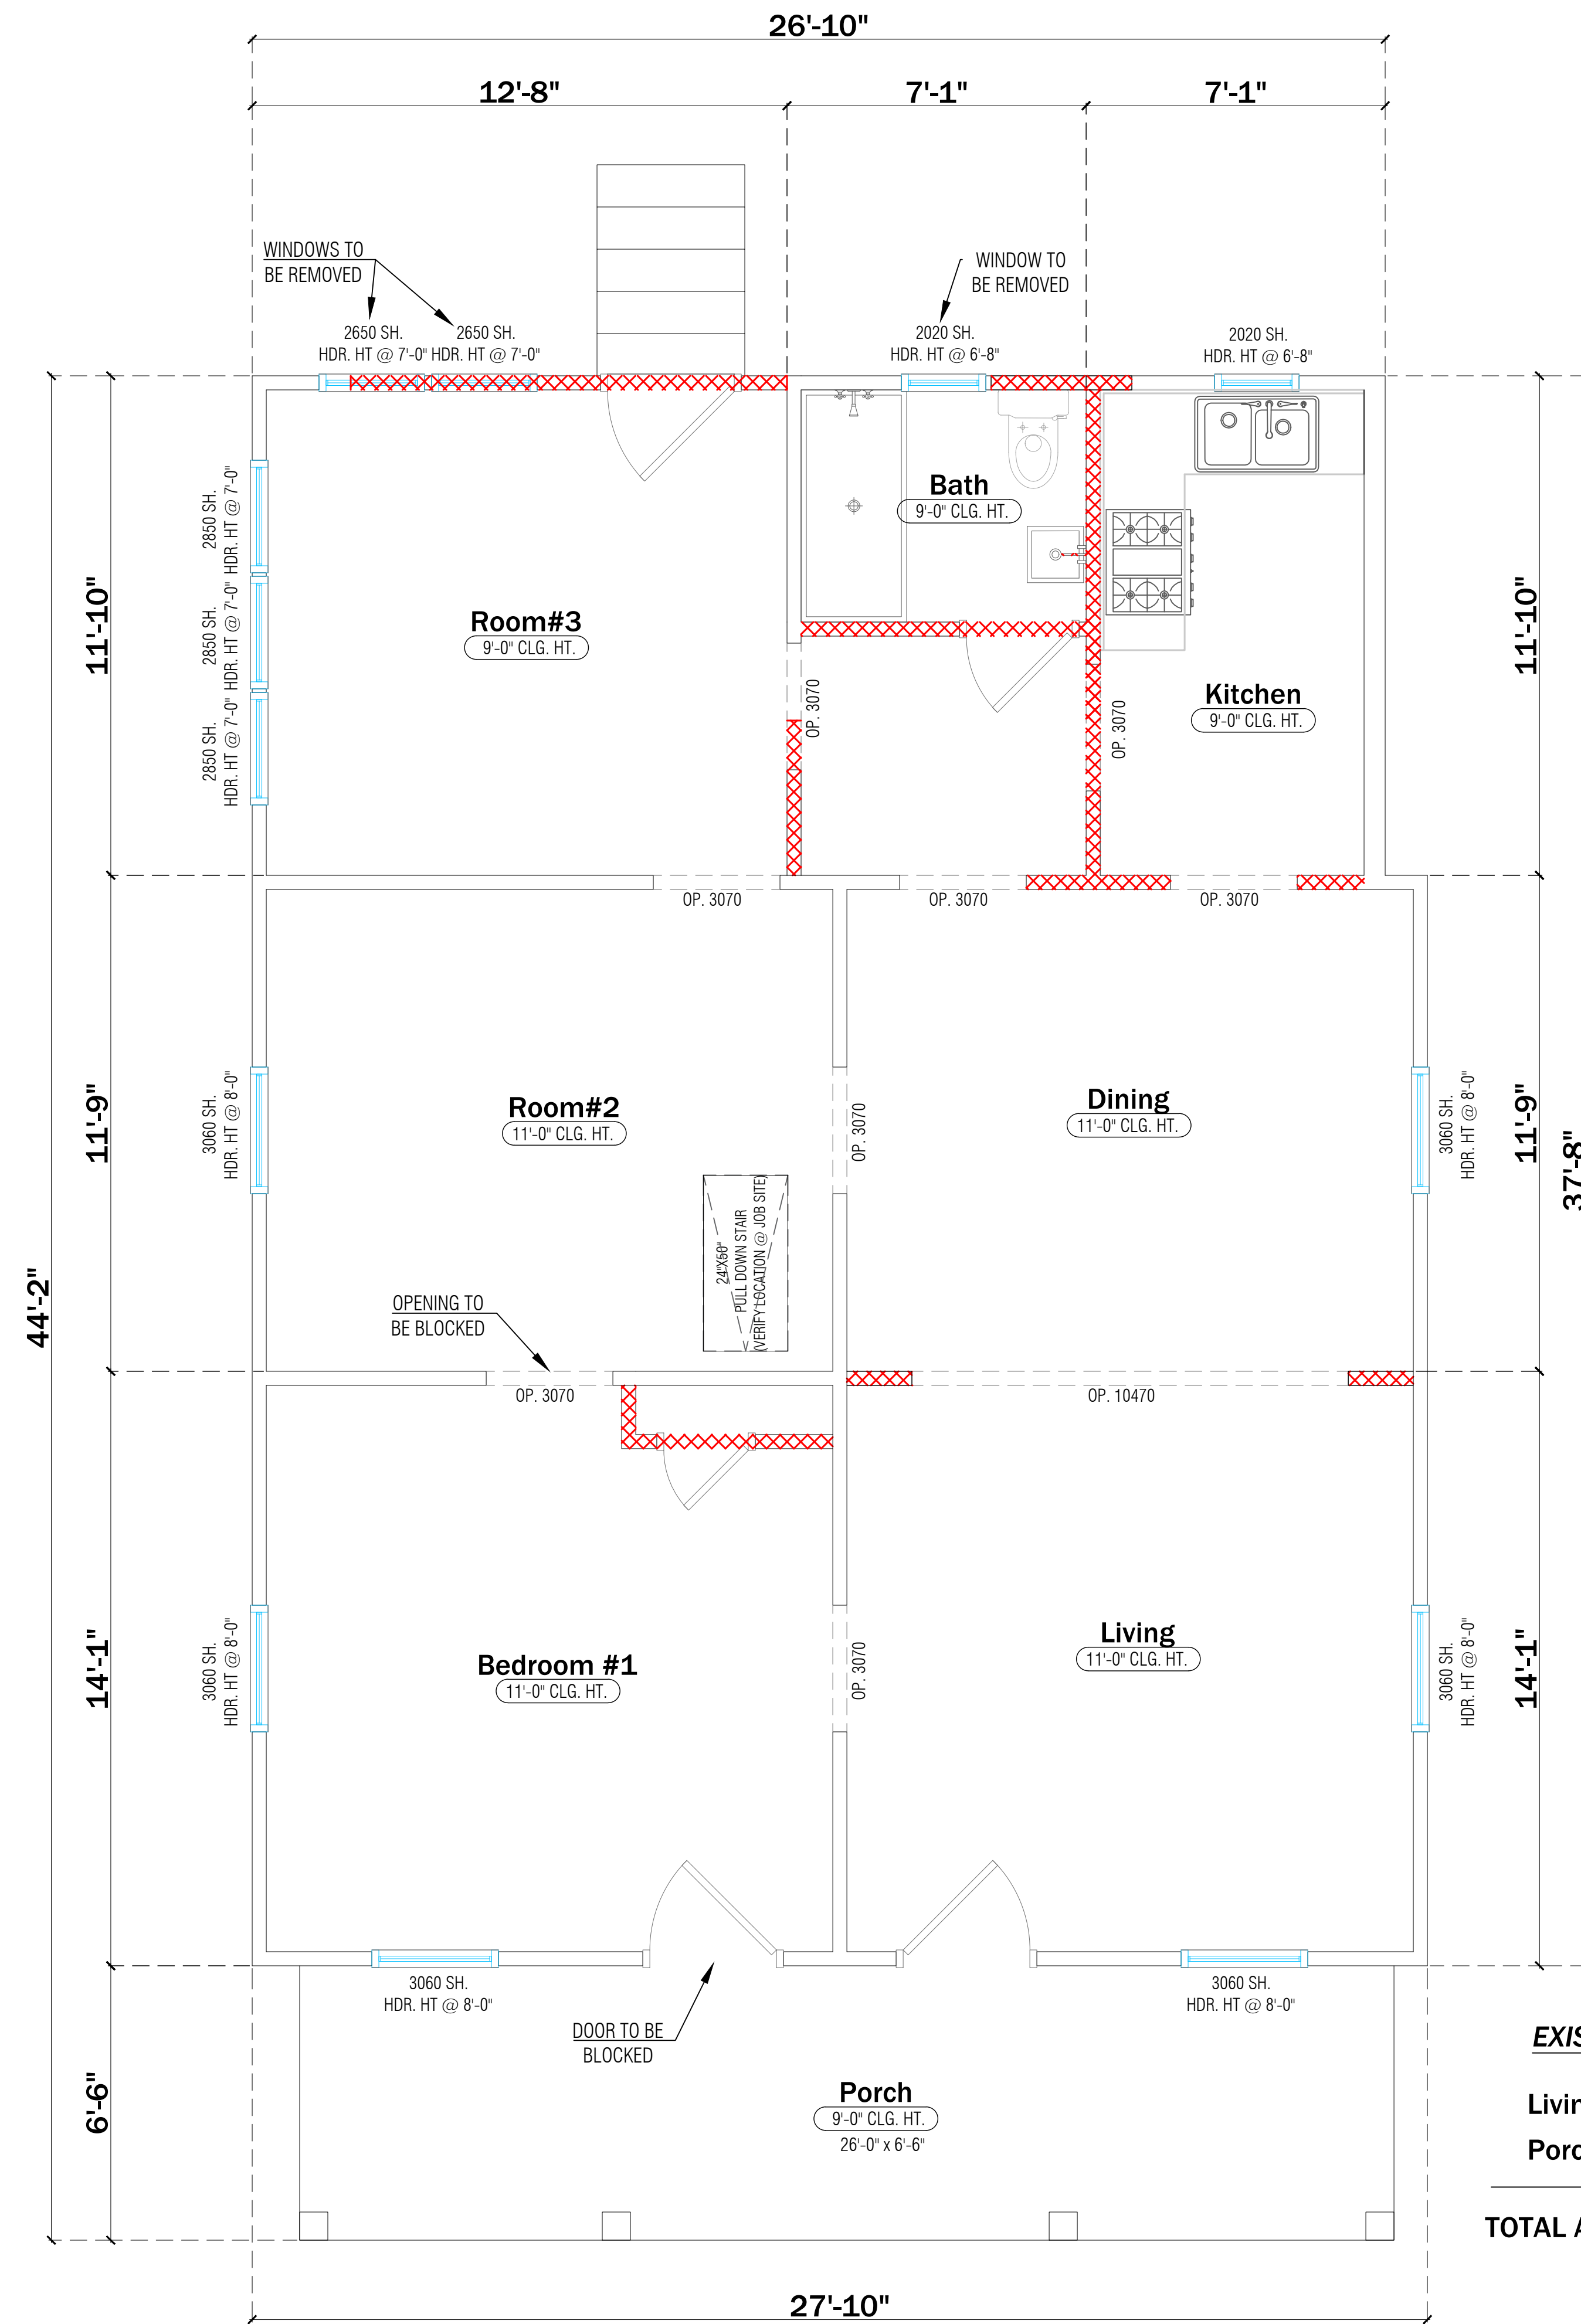 26'-10"
12'-8"
7'-1"
7'-1"
WINDOWS TO
BE REMOVED
WINDOW TO
BE REMOVED
2650 SH.
HDR. HT @ 7'-0"
2650 SH.
HDR. HT @ 7'-0"
2020 SH.
HDR. HT @ 6'-8"
2020 SH.
HDR. HT @ 6'-8"
11'-10"
2850 SH.
HDR. HT @ 7'-0"
2850 SH.
HDR. HT @ 7'-0"
2850 SH.
HDR. HT @ 7'-0"
Room#3
9'-0" CLG. HT.
Bath
9'-0" CLG. HT.
OP. 3070
OP. 3070
Kitchen
9'-0" CLG. HT.
11'-10"
OP. 3070
OP. 3070
OP. 3070
11'-9"
3060 SH.
HDR. HT @ 8'-0"
Room#2
11'-0" CLG. HT.
OP. 3070
Dining
11'-0" CLG. HT.
3060 SH.
HDR. HT @ 8'-0"
11'-9"
37'-8"
44'-2"
24"X50"
PULL DOWN STAIR
(VERIFY LOCATION @ JOB SITE)
OPENING TO
BE BLOCKED
OP. 3070
OP. 10470
14'-1"
3060 SH.
HDR. HT @ 8'-0"
Bedroom #1
11'-0" CLG. HT.
OP. 3070
Living
11'-0" CLG. HT.
3060 SH.
HDR. HT @ 8'-0"
14'-1"
3060 SH.
HDR. HT @ 8'-0"
3060 SH.
HDR. HT @ 8'-0"
DOOR TO BE
BLOCKED
6'-6"
Porch
9'-0" CLG. HT.
26'-0" x 6'-6"
EXIS
Livin
Porc
TOTAL A
27'-10"